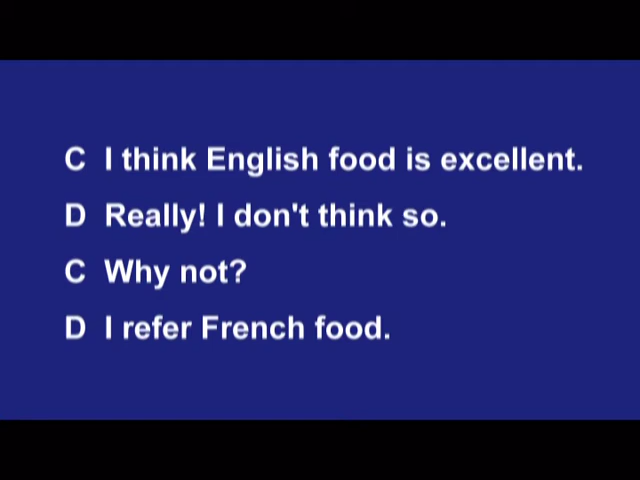 C I think English food is excellent.
D Really! I don't think so.
C Why not?
D I refer French food.